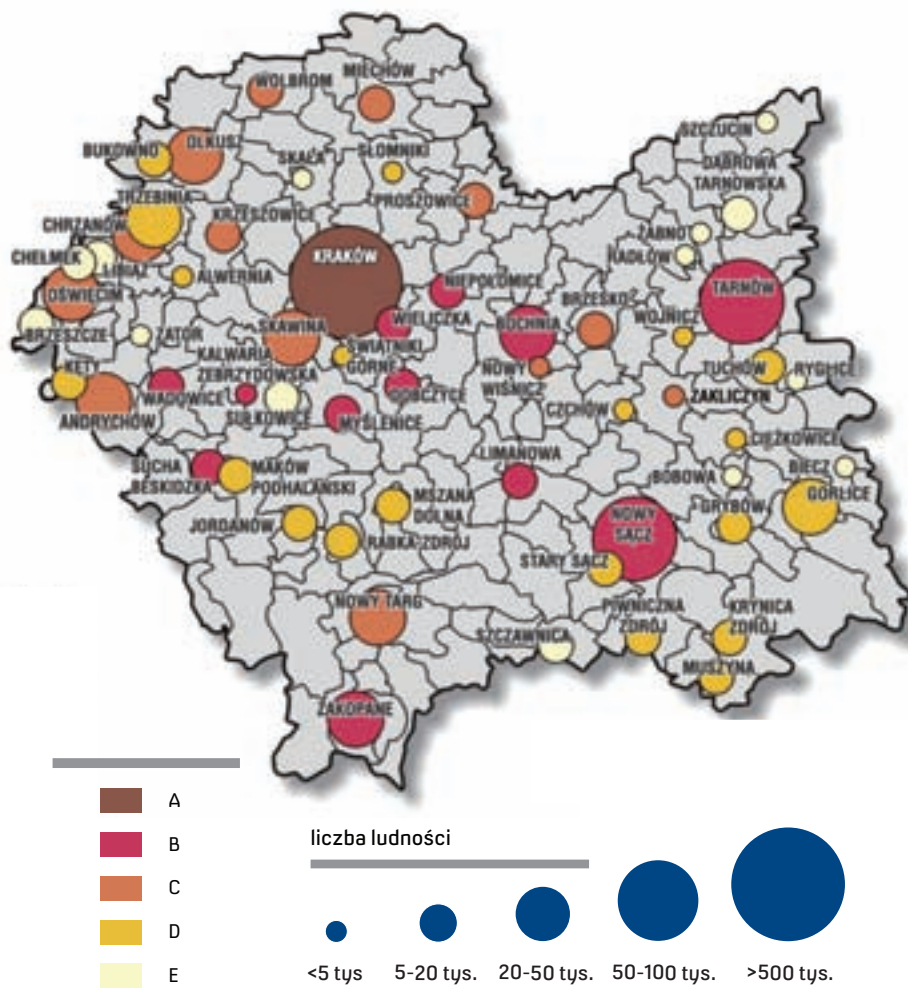 WOLBROM
MIECHÓW
SZCZUCIN
BUKOWNO
OLKUSZ
SKAŁA
SŁOMNIKI
DĄBROWA
TARNOWSKA
TRZEBINIA
PROSZOWICE
CHRZANÓW
KRZESZOWICE
ŻABNO
CHEŁMEK
LIBIĄŻ
ALWERNIA
KRAKÓW
NIEPOŁOMICE
RADŁÓW
TARNÓW
OŚWIĘCIM
BRZESKO
WIELICZKA
BOCHNIA
WOJNICZ
BRZESZCZE
ZATOR
SKAWINA
ŚWIĄTNIKI
GÓRNE
KALWARIA
ZEBRZYDOWSKA
KĘTY
NOWY
WIŚNICZ
TUCHÓW
RYGLICE
ANDRYCHÓW
WADOWICE
SUŁKOWICE
DOBCZYCE
MYŚLENICE
CZCHÓW
ZAKLICZYN
CIĘŻKOWICE
SUCHA
BESKIDZKA
MAKÓW
PODHALAŃSKI
LIMANOWA
BOBOWA
BIECZ
GORLICE
JORDANÓW
MSZANA
DOLNA
NOWY
SĄCZ
GRYBÓW
RABKA-ZDRÓJ
STARY SĄCZ
NOWY TARG
SZCZAWNICA
PIWNICZNA
ZDRÓJ
KRYNICA
ZDRÓJ
MUSZYNA
ZAKOPANE
A
B
C
D
E
liczba ludności
<5 tys
5-20 tys.
20-50 tys.
50-100 tys.
>500 tys.